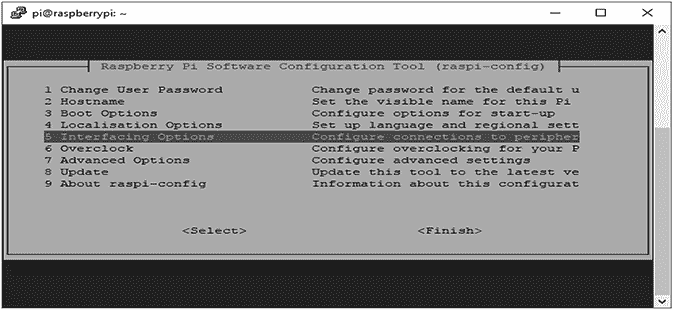 pi@raspberrypi: ~
Raspberry Pi Software Configuration Tool (raspi-config)
1 Change User Password Change password for the default u
2 Hostname Set the visible name for this Pi
3 Boot Options Configure options for start-up
4 Localisation Options Set up language and regional sett
5 Interfacing Options Configure connections to peripher
6 Overclock Configure overclocking for your P
7 Advanced Options Configure advanced settings
8 Update Update this tool to the latest ve
9 About raspi-config Information about this configurat
<Select> <Finish>